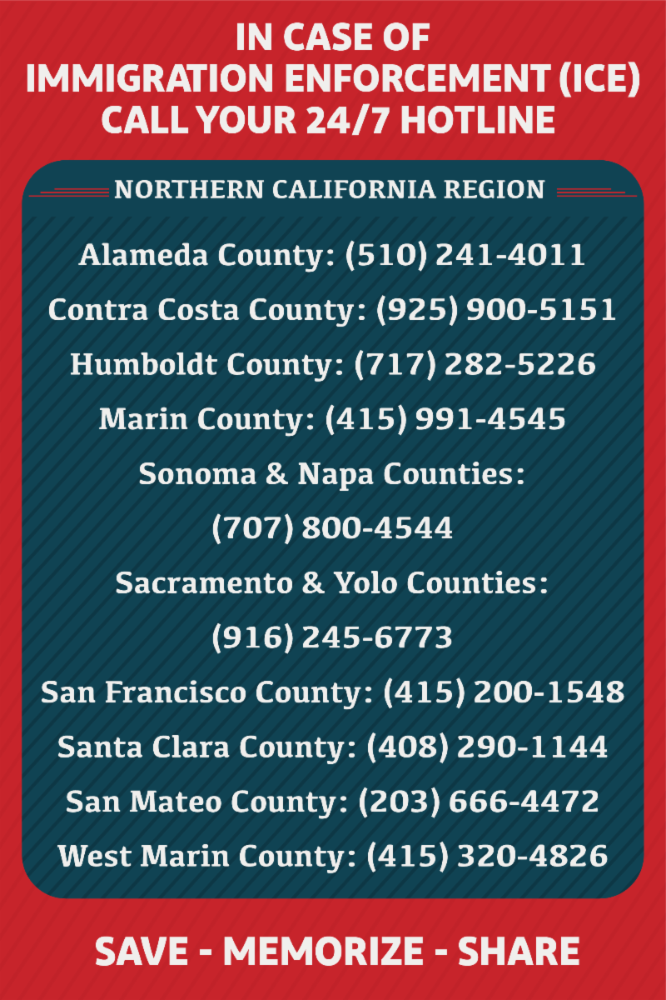 IN CASE OF
IMMIGRATION ENFORCEMENT (ICE)
CALL YOUR 24/7 HOTLINE
NORTHERN CALIFORNIA REGION
Alameda County: (510) 241-4011
Contra Costa County: (925) 900-5151
Humboldt County: (717) 282-5226
Marin County: (415) 991-4545
Sonoma & Napa Counties:
(707) 800-4544
Sacramento & Yolo Counties:
(916) 245-6773
San Francisco County: (415) 200-1548
Santa Clara County: (408) 290-1144
San Mateo County: (203) 666-4472
West Marin County: (415) 320-4826
SAVE - MEMORIZE - SHARE